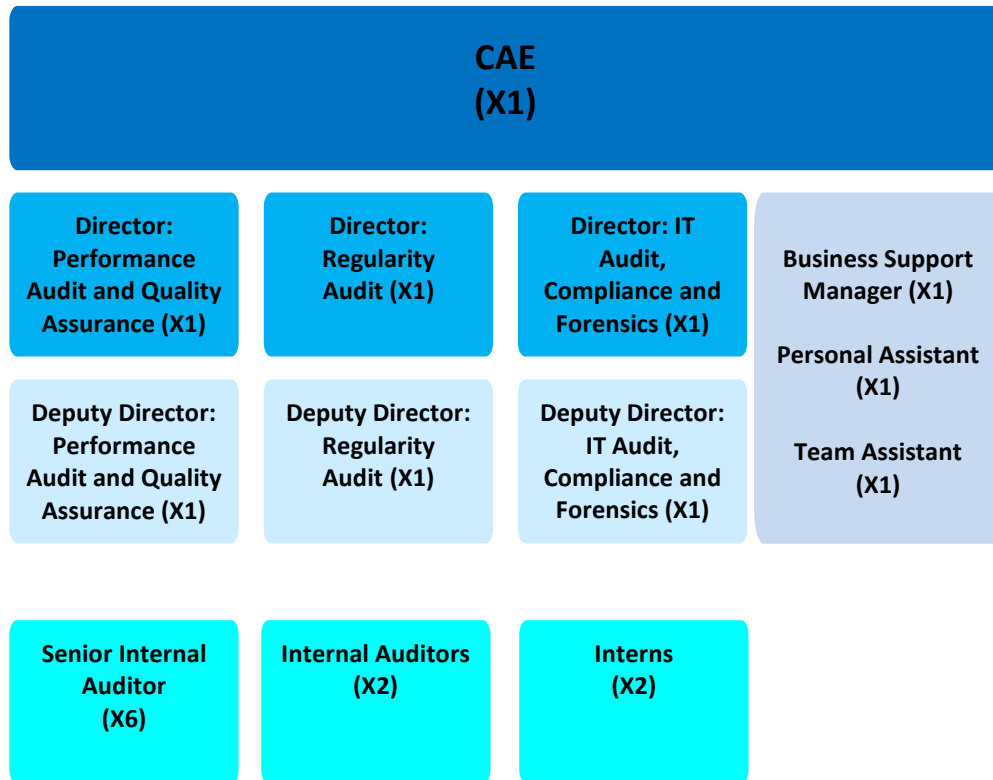 CAE
(X1)
Director:
Performance
Audit and Quality
Assurance (X1)
Director:
Regularity
Audit (X1)
Director: IT
Audit,
Compliance and
Forensics (X1)
Business Support
Manager (X1)
Personal Assistant
(X1)
Team Assistant
(X1)
Deputy Director:
Performance
Audit and Quality
Assurance (X1)
Deputy Director:
Regularity
Audit (X1)
Deputy Director:
IT Audit,
Compliance and
Forensics (X1)
Senior Internal
Auditor
(X6)
Internal Auditors
(X2)
Interns
(X2)